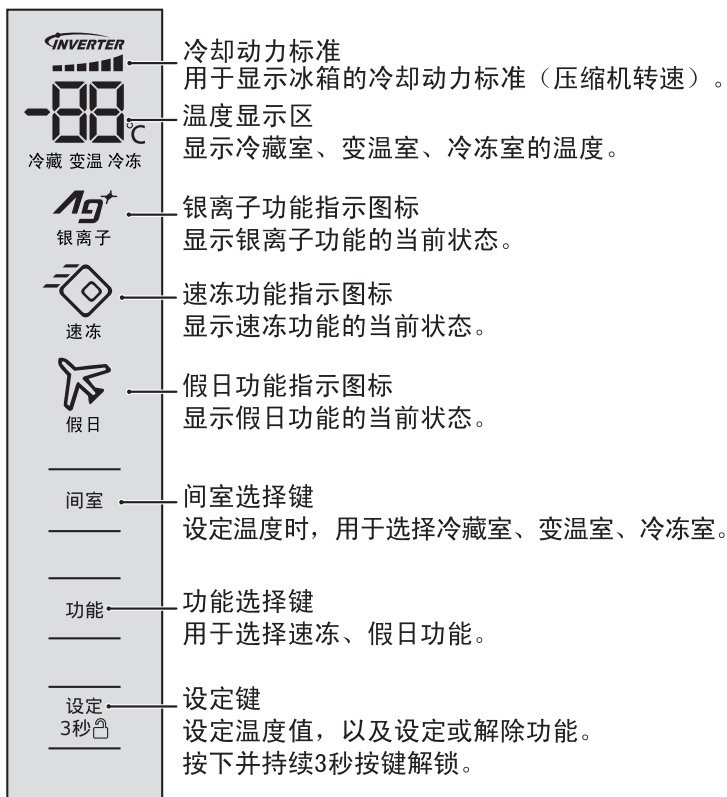 INVERTER
冷却动力标准
用于显示冰箱的冷却动力标准（压缩机转速）。
-88℃
温度显示区
显示冷藏室、变温室、冷冻室的温度。
冷藏 变温 冷冻
Ag+
银离子
银离子功能指示图标
显示银离子功能的当前状态。
速冻
速冻功能指示图标
显示速冻功能的当前状态。
假日
假日功能指示图标
显示假日功能的当前状态。
间室
间室选择键
设定温度时，用于选择冷藏室、变温室、冷冻室。
功能
功能选择键
用于选择速冻、假日功能。
设定
3秒
设定键
设定温度值，以及设定或解除功能。
按下并持续3秒按键解锁。